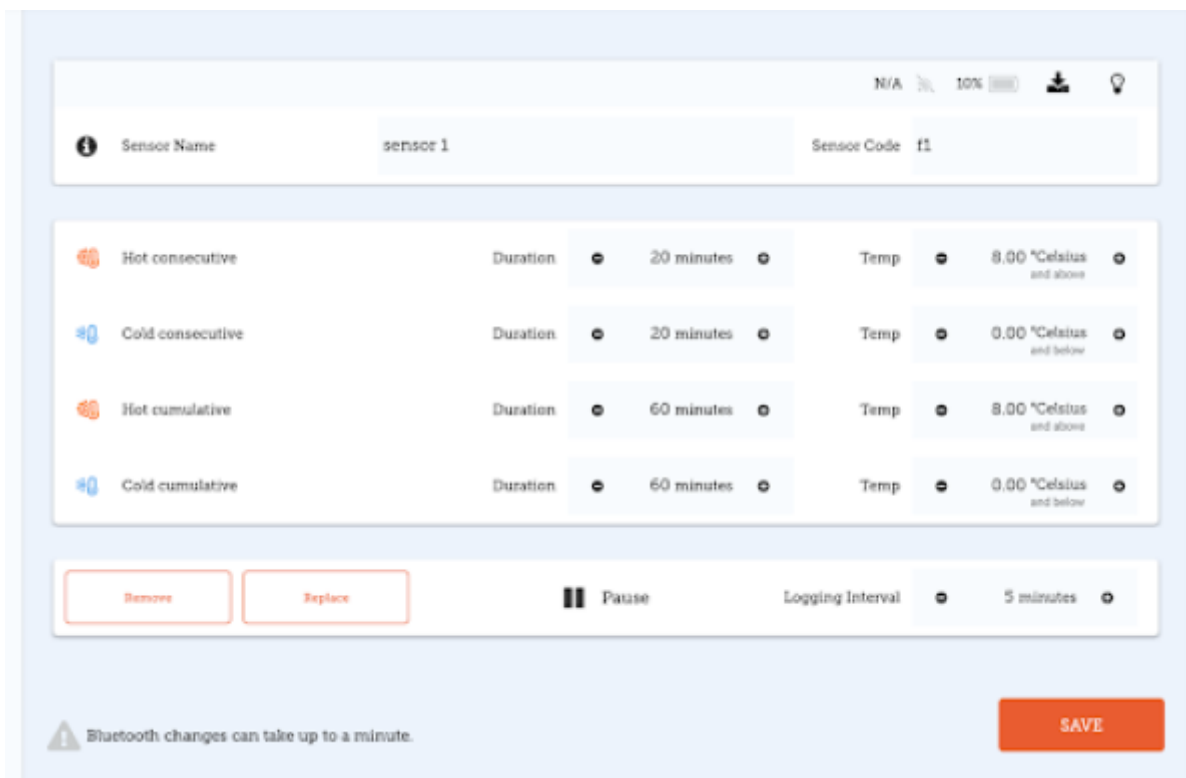 N/A 10%
Sensor Name sensor 1 Sensor Code f1
Hot consecutive Duration 20 minutes Temp 8.00 °Celsius
and above
Cold consecutive Duration 20 minutes Temp 0.00 °Celsius
and below
Hot cumulative Duration 60 minutes Temp 8.00 °Celsius
and above
Cold cumulative Duration 60 minutes Temp 0.00 °Celsius
and below
Remove Replace Pause Logging Interval 5 minutes
Bluetooth changes can take up to a minute.
SAVE